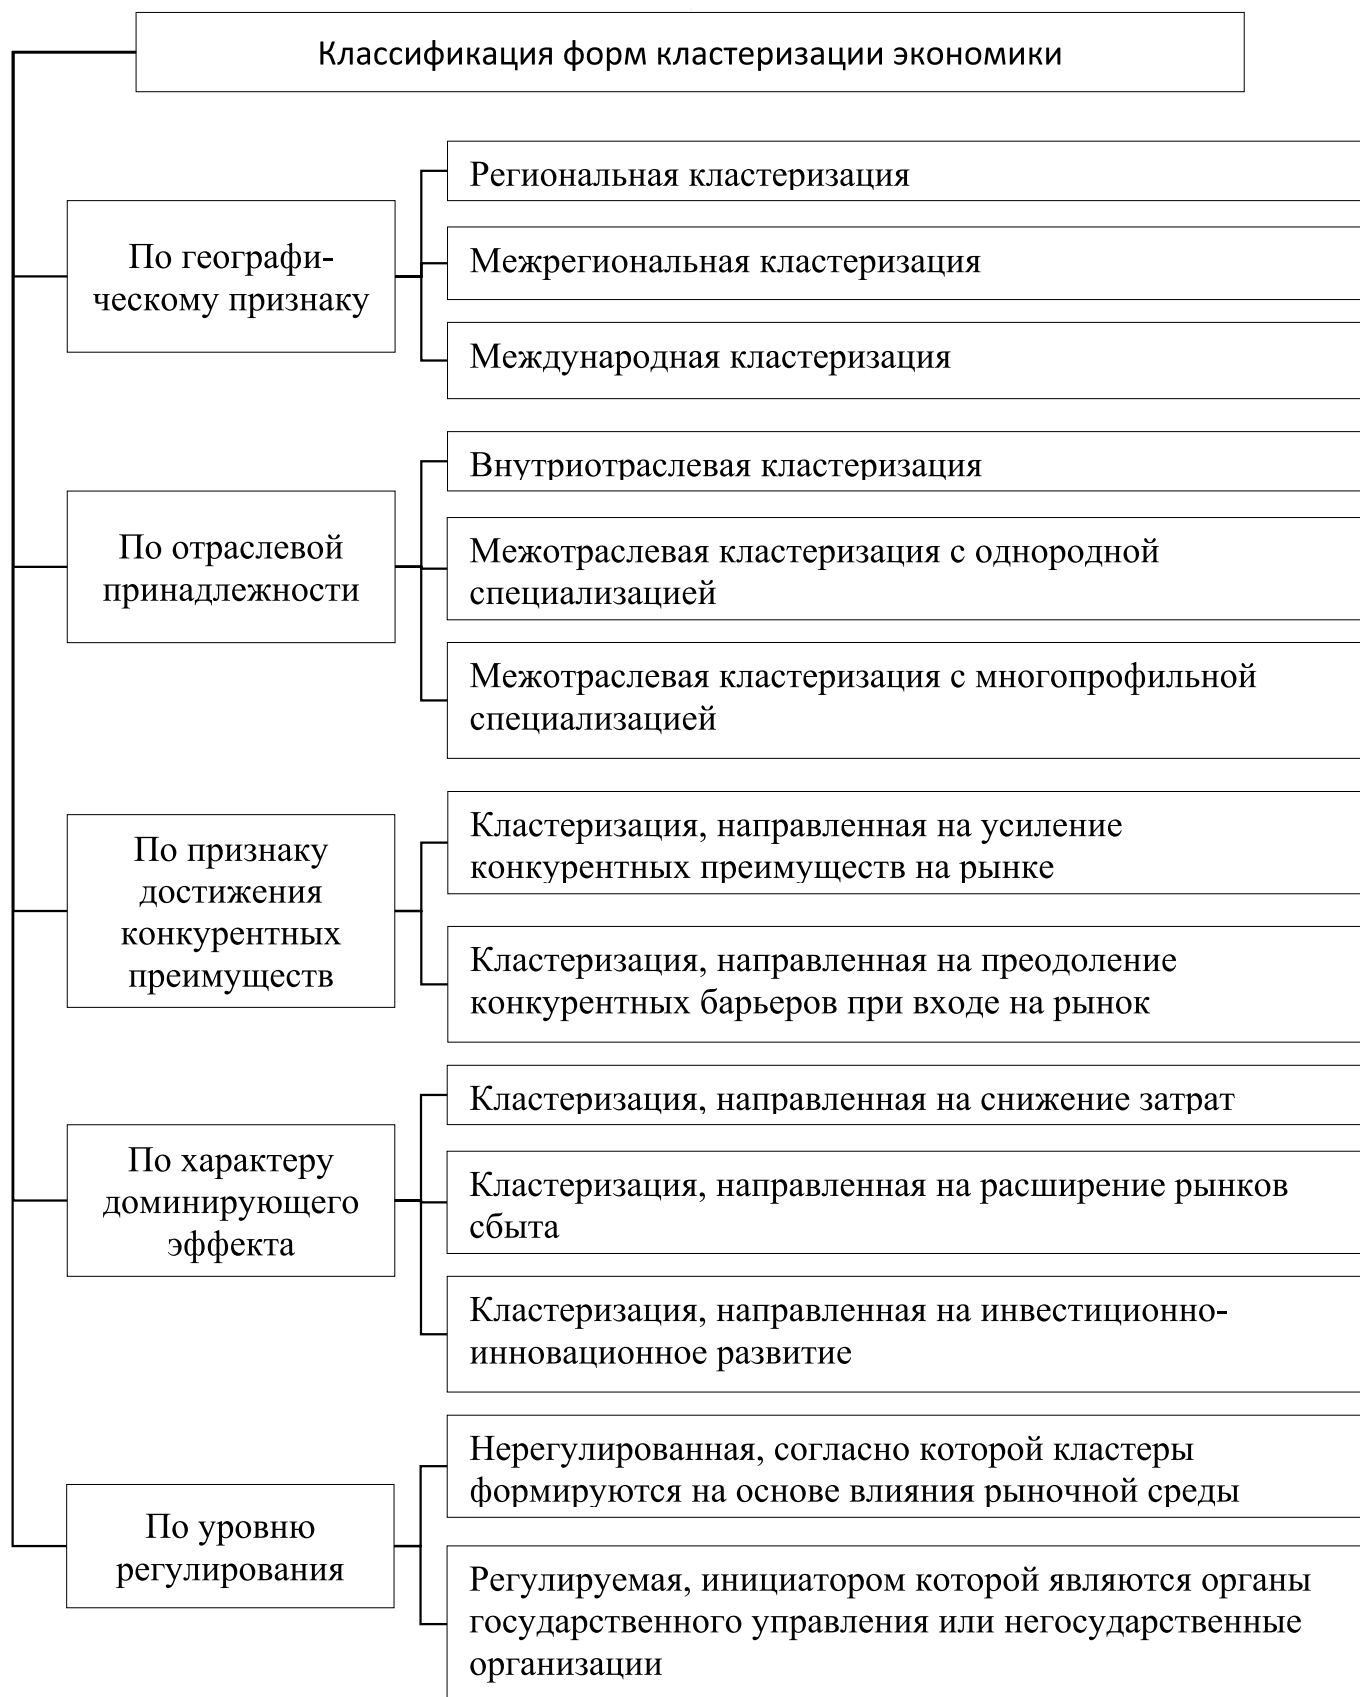 Классификация форм кластеризации экономики
По географи-
ческому признаку
Региональная кластеризация
Межрегиональная кластеризация
Международная кластеризация
По отраслевой
принадлежности
Внутриотраслевая кластеризация
Межотраслевая кластеризация с однородной
специализацией
Межотраслевая кластеризация с многопрофильной
специализацией
По признаку
достижения
конкурентных
преимуществ
Кластеризация, направленная на усиление
конкурентных преимуществ на рынке
Кластеризация, направленная на преодоление
конкурентных барьеров при входе на рынок
По характеру
доминирующего
эффекта
Кластеризация, направленная на снижение затрат
Кластеризация, направленная на расширение рынков
сбыта
Кластеризация, направленная на инвестиционно-
инновационное развитие
По уровню
регулирования
Нерегулированная, согласно которой кластеры
формируются на основе влияния рыночной среды
Регулируемая, инициатором которой являются органы
государственного управления или негосударственные
организации